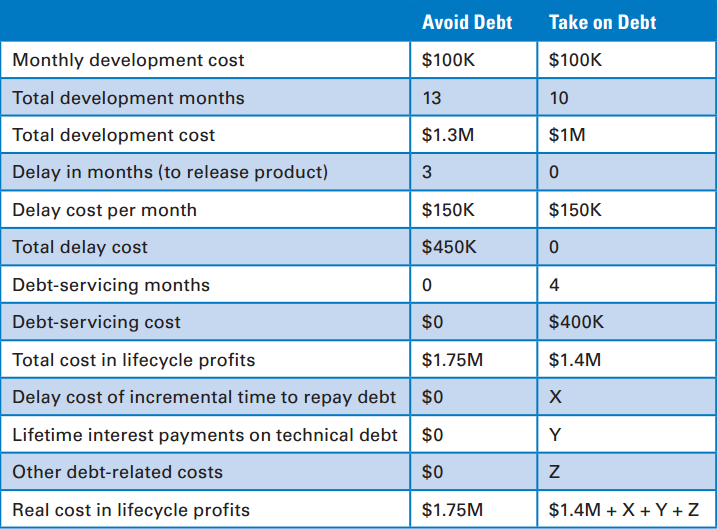 Avoid Debt Take on Debt
Monthly development cost $100K $100K
Total development months 13 10
Total development cost $1.3M $1M
Delay in months (to release product) 3 0
Delay cost per month $150K $150K
Total delay cost $450K 0
Debt-servicing months 0 4
Debt-servicing cost $0 $400K
Total cost in lifecycle profits $1.75M $1.4M
Delay cost of incremental time to repay debt $0 X
Lifetime interest payments on technical debt $0 Y
Other debt-related costs $0 Z
Real cost in lifecycle profits $1.75M $1.4M + X + Y + Z